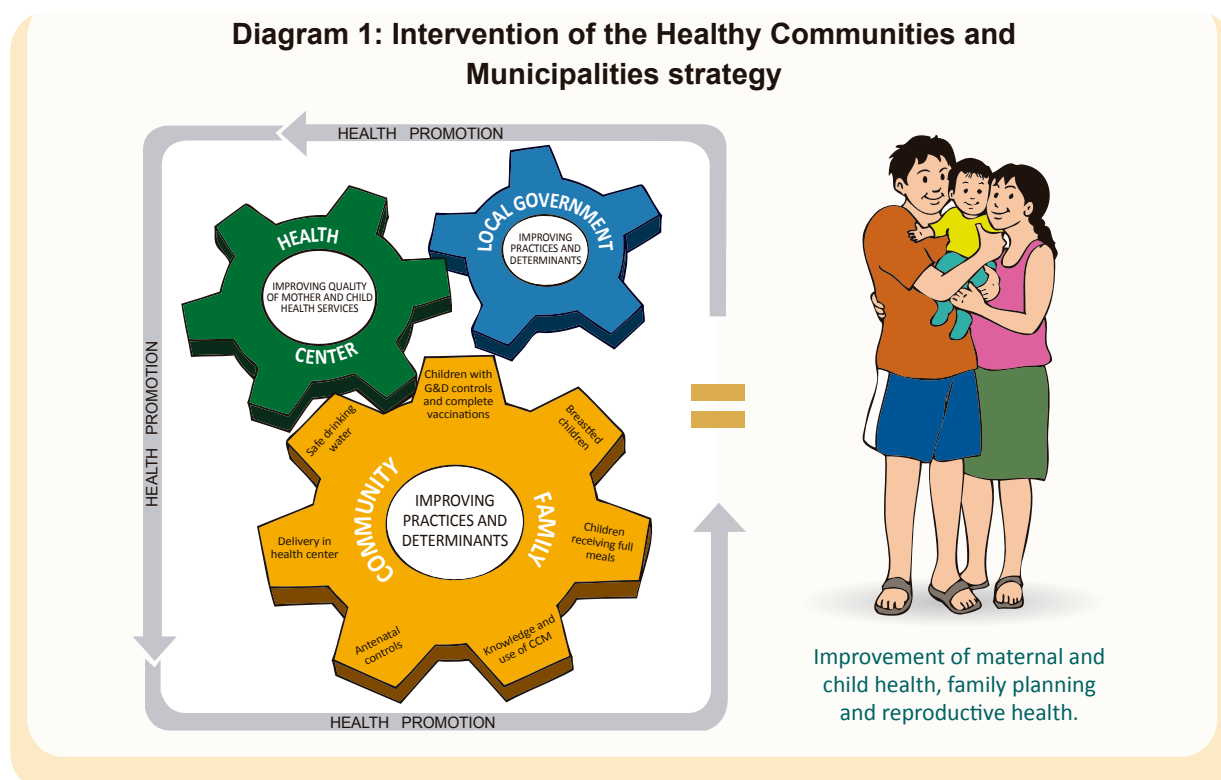 Diagram 1: Intervention of the Healthy Communities and
Municipalities strategy
HEALTH PROMOTION
HEALTH PROMOTION
HEALTH
IMPROVING QUALITY
OF MOTHER AND CHILD
HEALTH SERVICES
CENTER
LOCAL GOVERNMENT
IMPROVING
PRACTICES AND
DETERMINANTS
Children with
G&D controls
and complete
vaccinations
Safe drinking
water
Breastfed
children
COMMUNITY
IMPROVING
PRACTICES AND
DETERMINANTS
FAMILY
Delivery in
health center
Children
receiving full
meals
Antenatal
controls
Knowledge and
use of CCM
HEALTH PROMOTION
Improvement of maternal and
child health, family planning
and reproductive health.